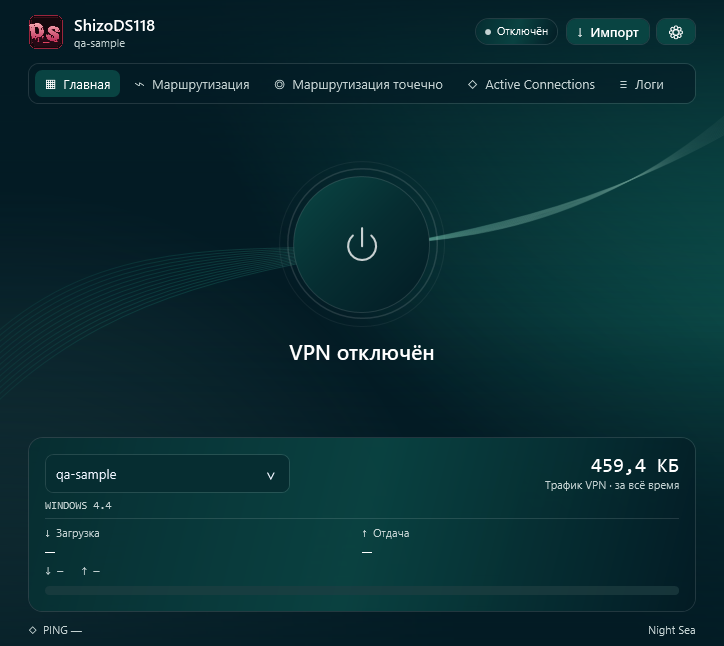 DS
ShizoDS118
qa-sample
Отключён
↓ Импорт
Главная
Маршрутизация
Маршрутизация точечно
Active Connections
Логи
VPN отключён
qa-sample
459,4 КБ
Трафик VPN · за всё время
WINDOWS 4.4
↓ Загрузка
↑ Отдача
—
—
↓ — ↑ —
PING —
Night Sea